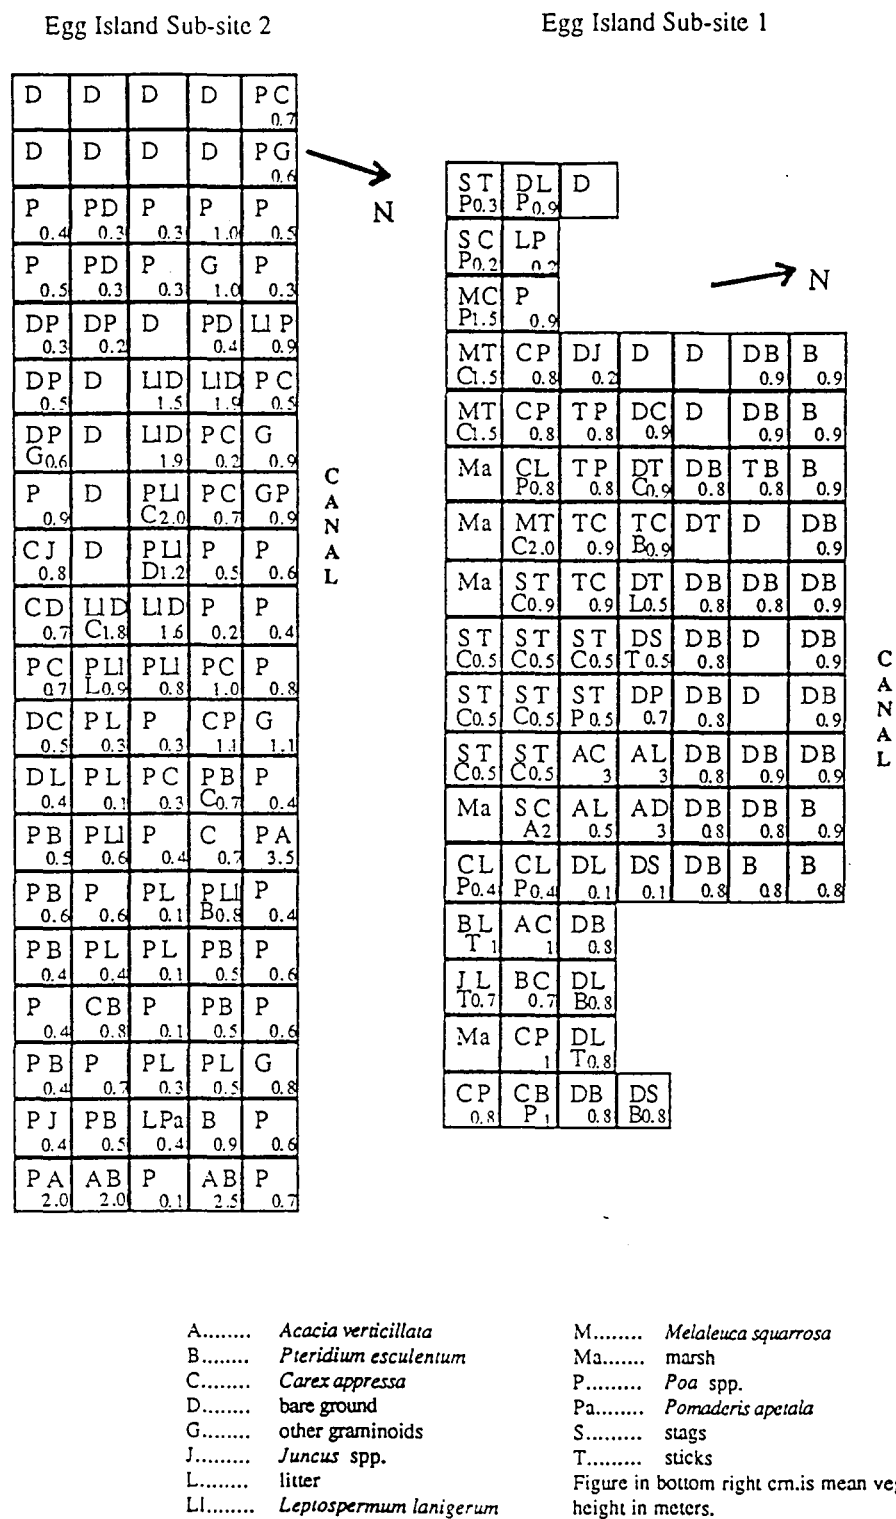 Egg Island Sub-site 2
D D D D PC 0.7
D D D D PG 0.6
P 0.4 PD 0.3 P 0.3 P 1.0 P 0.5
P 0.5 PD 0.3 P 0.3 G 1.0 P 0.3
DP 0.3 DP 0.2 D PD 0.4 LlP 0.9
DP 0.5 D LlD 1.5 LlD 1.9 PC 0.5
DP G0.6 D LlD 1.9 PC 0.2 G 0.9
P 0.9 D PLl C2.0 PC 0.7 GP 0.9
CJ 0.8 D PLl D1.2 P 0.5 P 0.6
CD 0.7 LlD C1.8 LlD 1.6 P 0.2 P 0.4
PC 0.7 PLl L0.9 PLl 0.8 PC 1.0 P 0.8
DC 0.5 PL 0.3 P 0.3 CP 1.1 G 1.1
DL 0.4 PL 0.1 PC 0.3 PB C0.7 P 0.4
PB 0.5 PLl 0.6 P 0.4 C 0.7 PA 3.5
PB 0.6 P 0.6 PL 0.1 PLl B0.8 P 0.4
PB 0.4 PL 0.4 PL 0.1 PB 0.5 P 0.6
P 0.4 CB 0.8 P 0.1 PB 0.5 P 0.6
PB 0.4 P 0.7 PL 0.3 PL 0.5 G 0.8
PJ 0.4 PB 0.5 LPa 0.4 B 0.9 P 0.6
PA 2.0 AB 2.0 P 0.1 AB 2.5 P 0.7
N
CANAL
Egg Island Sub-site 1
ST P0.3 DL P0.9 D
SC P0.2 LP 0.2
MC P1.5 P 0.9
MT C1.5 CP 0.8 DJ 0.2 D D DB 0.9 B 0.9
MT C1.5 CP 0.8 TP 0.8 DC 0.9 D DB 0.9 B 0.9
Ma CL P0.8 TP 0.8 DT C0.9 DB 0.8 TB 0.8 B 0.9
Ma MT C2.0 TC 0.9 TC B0.9 DT D DB 0.9
Ma ST C0.9 TC 0.9 DT L0.5 DB 0.8 DB 0.8 DB 0.9
ST C0.5 ST C0.5 ST C0.5 DS T0.5 DB 0.8 D DB 0.9
ST C0.5 ST C0.5 ST P0.5 DP 0.7 DB 0.8 D DB 0.9
ST C0.5 ST C0.5 AC 3 AL 3 DB 0.8 DB 0.9 DB 0.9
Ma SC A2 AL 0.5 AD 3 DB 0.8 DB 0.8 B 0.9
CL P0.4 CL P0.4 DL 0.1 DS 0.1 DB 0.8 B 0.8 B 0.8
BL T1 AC 1 DB 0.8
JL T0.7 BC 0.7 DL B0.8
Ma CP 1 DL T0.8
CP 0.8 CB P1 DB 0.8 DS B0.8
N
CANAL
A........ Acacia verticillata
B........ Pteridium esculentum
C........ Carex appressa
D........ bare ground
G........ other graminoids
J......... Juncus spp.
L......... litter
Ll........ Leptospermum lanigerum
M........ Melaleuca squarrosa
Ma....... marsh
P......... Poa spp.
Pa........ Pomaderis apetala
S......... stags
T......... sticks
Figure in bottom right crn.is mean veg
height in meters.